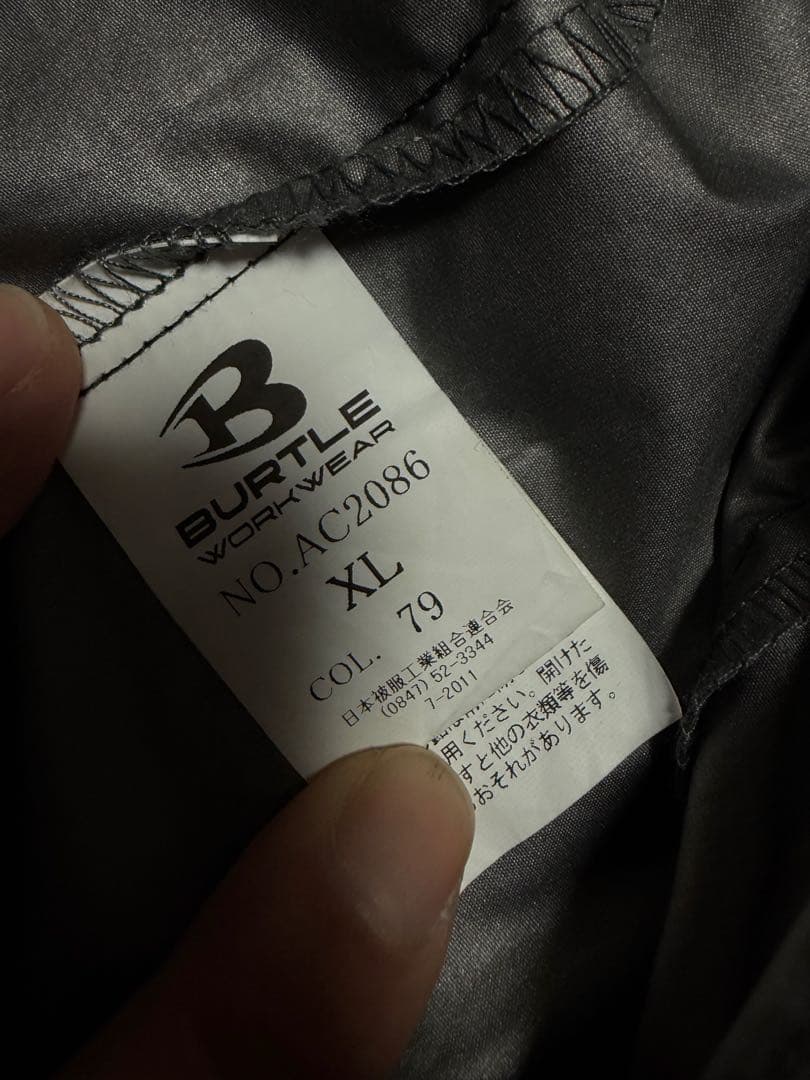 B
BURTLE
WORKWEAR
NO.AC2086
XL
COL. 79
日本被服工業組合連合会
(0847) 52-3344
7-2011
用ください。開けた
すと他の衣類等を傷
おそれがあります。